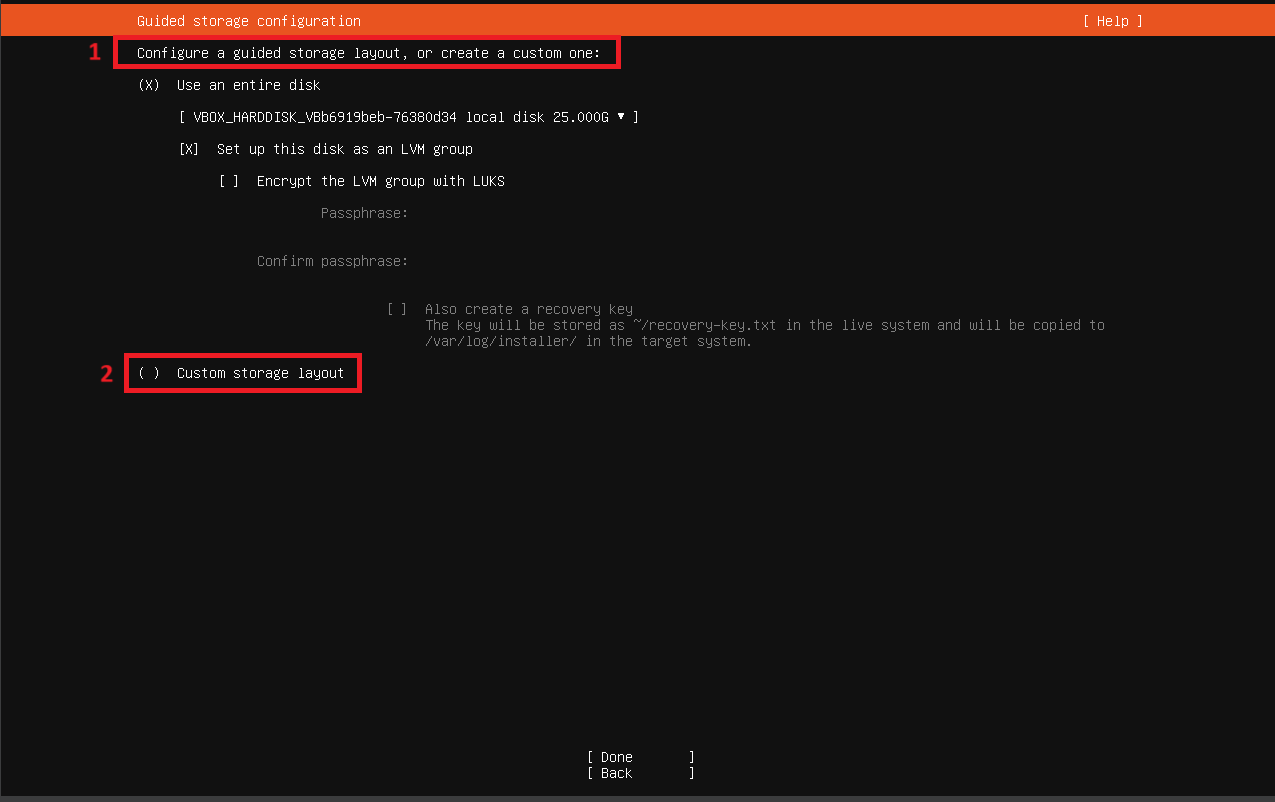 Guided storage configuration [ Help ]
1 Configure a guided storage layout, or create a custom one:
(X) Use an entire disk
[ VBOX_HARDDISK_VBb6919beb-76380d34 local disk 25.000G ▾ ]
[X] Set up this disk as an LVM group
[ ] Encrypt the LVM group with LUKS
Passphrase:
Confirm passphrase:
[ ] Also create a recovery key
The key will be stored as ~/recovery-key.txt in the live system and will be copied to
/var/log/installer/ in the target system.
2 ( ) Custom storage layout
[ Done ]
[ Back ]